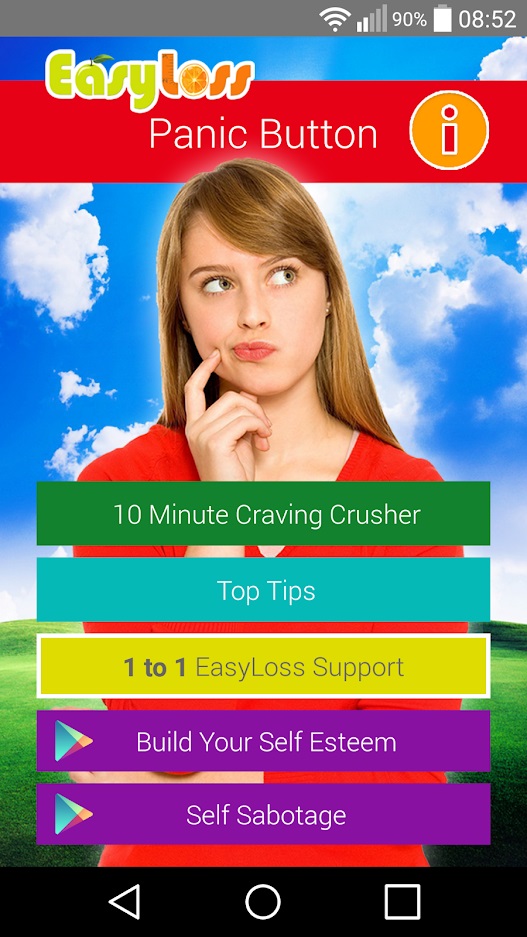 90% 08:52
EasyLoss
Panic Button
i
10 Minute Craving Crusher
Top Tips
1 to 1 EasyLoss Support
Build Your Self Esteem
Self Sabotage